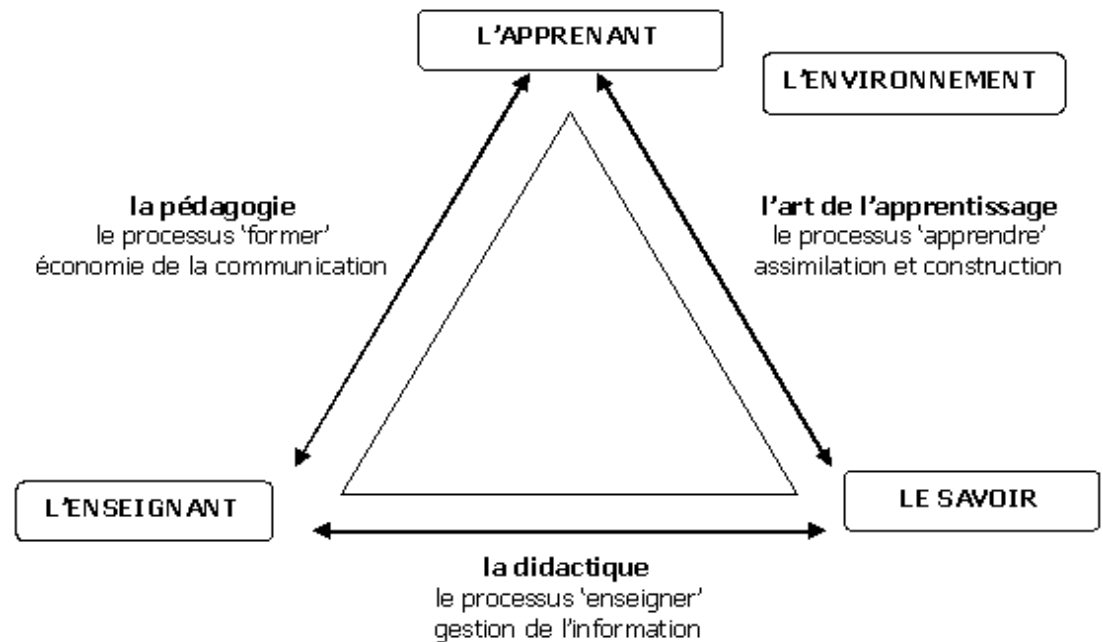 L'APPRENANT
L'ENVIRONNEMENT
la pédagogie
le processus 'former'
économie de la communication
l'art de l'apprentissage
le processus 'apprendre'
assimilation et construction
L'ENSEIGNANT
LE SAVOIR
la didactique
le processus 'enseigner'
gestion de l'information